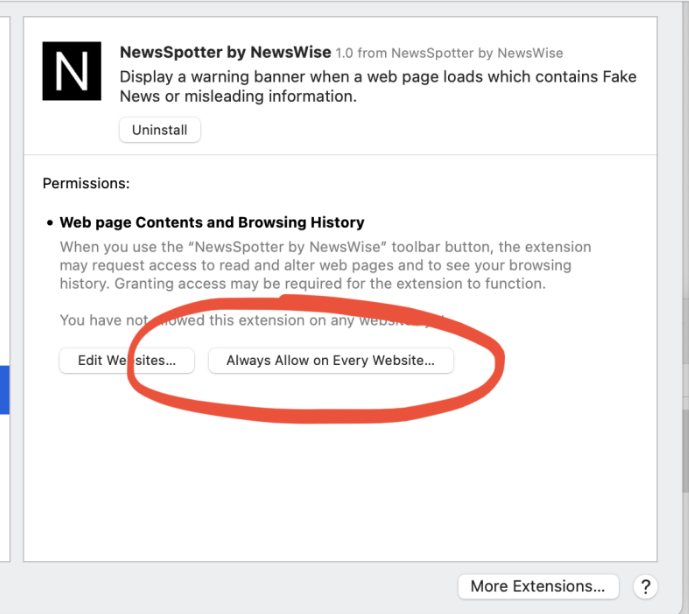 N
NewsSpotter by NewsWise 1.0 from NewsSpotter by NewsWise
Display a warning banner when a web page loads which contains Fake
News or misleading information.
Uninstall
Permissions:
• Web page Contents and Browsing History
When you use the “NewsSpotter by NewsWise” toolbar button, the extension
may request access to read and alter web pages and to see your browsing
history. Granting access may be required for the extension to function.
You have not allowed this extension on any website
Edit Websites...
Always Allow on Every Website...
More Extensions...
?